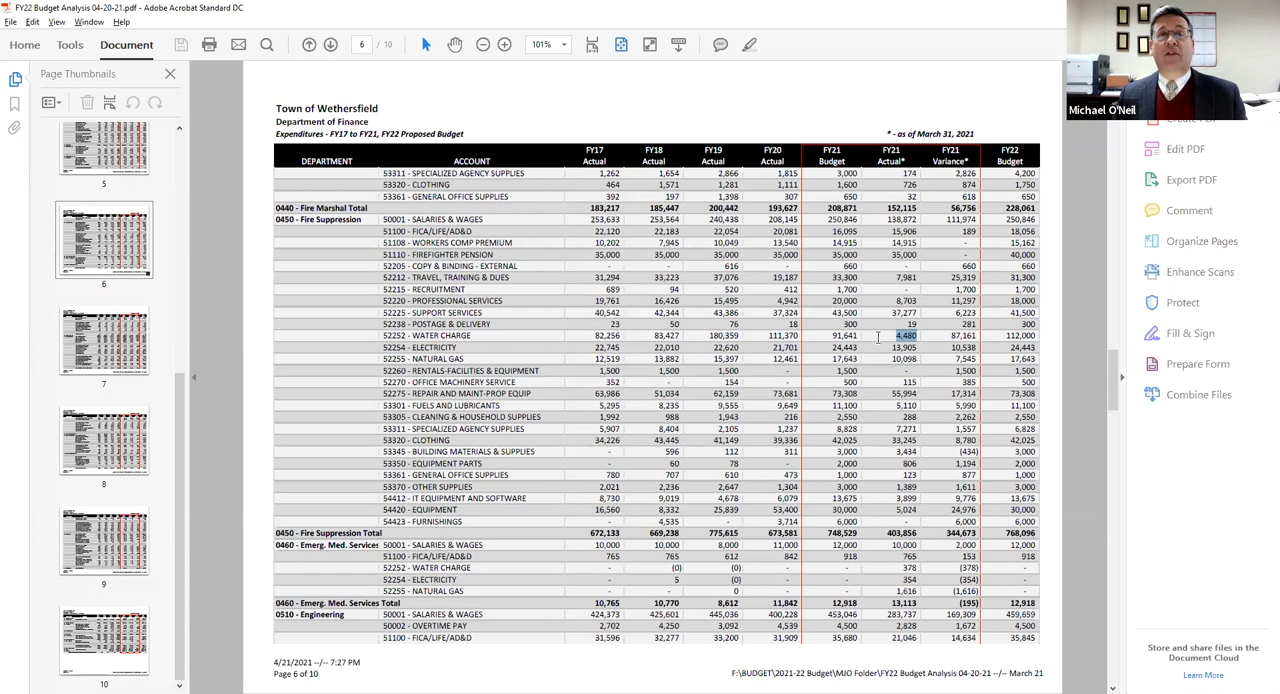 FY22 Budget Analysis 04-20-21.pdf - Adobe Acrobat Standard DC
File Edit View Window Help
Home Tools Document 6 / 10 101%
Michael O'Neil
Page Thumbnails
5
6
7
8
9
10
Town of Wethersfield
Department of Finance
Expenditures - FY17 to FY21, FY22 Proposed Budget * - as of March 31, 2021
FY17 FY18 FY19 FY20 FY21 FY21 FY21 FY22
DEPARTMENT ACCOUNT Actual Actual Actual Actual Budget Actual* Variance* Budget
53311 - SPECIALIZED AGENCY SUPPLIES 1,262 1,654 2,866 1,815 3,000 174 2,826 4,200
53320 - CLOTHING 464 1,571 1,281 1,111 1,600 726 874 1,750
53361 - GENERAL OFFICE SUPPLIES 392 197 1,398 307 650 32 618 650
0440 - Fire Marshal Total 183,217 185,447 200,442 193,627 208,871 152,115 56,756 228,061
0450 - Fire Suppression 50001 - SALARIES & WAGES 253,633 253,564 240,438 208,145 250,846 138,872 111,974 250,846
51100 - FICA/LIFE/AD&D 22,120 22,183 22,054 20,081 16,095 15,906 189 18,056
51108 - WORKERS COMP PREMIUM 10,202 7,945 10,049 13,540 14,915 14,915 - 15,162
51110 - FIREFIGHTER PENSION 35,000 35,000 35,000 35,000 35,000 35,000 - 40,000
52205 - COPY & BINDING - EXTERNAL - - 616 - 660 - 660 660
52212 - TRAVEL, TRAINING & DUES 31,294 33,223 37,076 19,187 33,300 7,981 25,319 31,300
52215 - RECRUITMENT 689 94 520 412 1,700 - 1,700 1,700
52220 - PROFESSIONAL SERVICES 19,761 16,426 15,495 4,942 20,000 8,703 11,297 18,000
52225 - SUPPORT SERVICES 40,542 42,344 43,386 37,324 43,500 37,277 6,223 41,500
52238 - POSTAGE & DELIVERY 23 50 76 18 300 19 281 300
52252 - WATER CHARGE 82,256 83,427 180,359 111,370 91,641 4,480 87,161 112,000
52254 - ELECTRICITY 22,745 22,010 22,620 21,701 24,443 13,905 10,538 24,443
52255 - NATURAL GAS 12,519 13,882 15,397 12,461 17,643 10,098 7,545 17,643
52260 - RENTALS-FACILITIES & EQUIPMENT 1,500 1,500 1,500 - 1,500 - 1,500 1,500
52270 - OFFICE MACHINERY SERVICE 352 - 154 - 500 115 385 500
52275 - REPAIR AND MAINT-PROP EQUIP 63,986 51,034 62,159 73,681 73,308 55,994 17,314 73,308
53301 - FUELS AND LUBRICANTS 5,295 8,235 9,555 9,649 11,100 5,110 5,990 11,100
53305 - CLEANING & HOUSEHOLD SUPPLIES 1,992 988 1,943 216 2,550 288 2,262 2,550
53311 - SPECIALIZED AGENCY SUPPLIES 5,907 8,404 2,105 1,237 8,828 7,271 1,557 6,828
53320 - CLOTHING 34,226 43,445 41,149 39,336 42,025 33,245 8,780 42,025
53345 - BUILDING MATERIALS & SUPPLIES - 596 112 311 3,000 3,434 (434) 3,000
53350 - EQUIPMENT PARTS - 60 78 - 2,000 806 1,194 2,000
53361 - GENERAL OFFICE SUPPLIES 780 707 610 473 1,000 123 877 1,000
53370 - OTHER SUPPLIES 2,021 2,236 2,647 1,304 3,000 1,389 1,611 3,000
54412 - IT EQUIPMENT AND SOFTWARE 8,730 9,019 4,678 6,079 13,675 3,899 9,776 13,675
54420 - EQUIPMENT 16,560 8,332 25,839 53,400 30,000 5,024 24,976 30,000
54423 - FURNISHINGS - 4,535 - 3,714 6,000 - 6,000 6,000
0450 - Fire Suppression Total 672,133 669,238 775,615 673,581 748,529 403,856 344,673 768,096
0460 - Emerg. Med. Services 50001 - SALARIES & WAGES 10,000 10,000 8,000 11,000 12,000 10,000 2,000 12,000
51100 - FICA/LIFE/AD&D 765 765 612 842 918 765 153 918
52252 - WATER CHARGE - (0) (0) - - 378 (378) -
52254 - ELECTRICITY - 5 (0) - - 354 (354) -
52255 - NATURAL GAS - - 0 - - 1,616 (1,616) -
0460 - Emerg. Med. Services Total 10,765 10,770 8,612 11,842 12,918 13,113 (195) 12,918
0510 - Engineering 50001 - SALARIES & WAGES 424,373 425,601 445,036 400,228 453,046 283,737 169,309 459,659
50002 - OVERTIME PAY 2,702 4,250 3,092 4,539 4,500 2,828 1,672 4,500
51100 - FICA/LIFE/AD&D 31,596 32,277 33,200 31,909 35,680 21,046 14,634 35,845
4/21/2021 --/-- 7:27 PM
Page 6 of 10 F:\BUDGET\2021-22 Budget\MJO Folder\FY22 Budget Analysis 04-20-21 --/-- March 21
Create PDF
Edit PDF
Export PDF
Comment
Organize Pages
Enhance Scans
Protect
Fill & Sign
Prepare Form
Combine Files
Store and share files in the
Document Cloud
Learn More